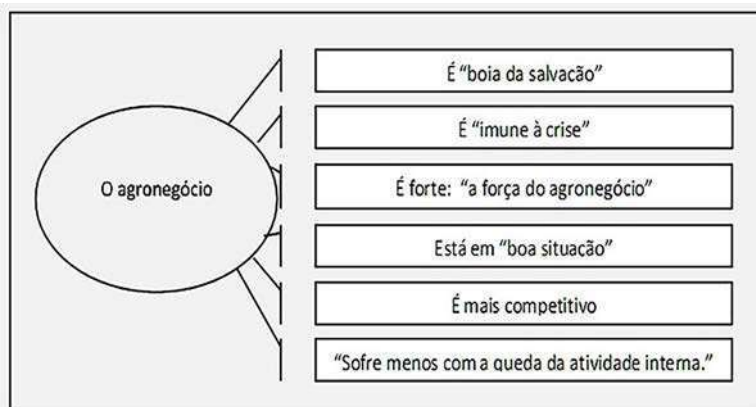 É “boia da salvação”
É “imune à crise”
O agronegócio
É forte: “a força do agronegócio”
Está em “boa situação”
É mais competitivo
“Sofre menos com a queda da atividade interna.”